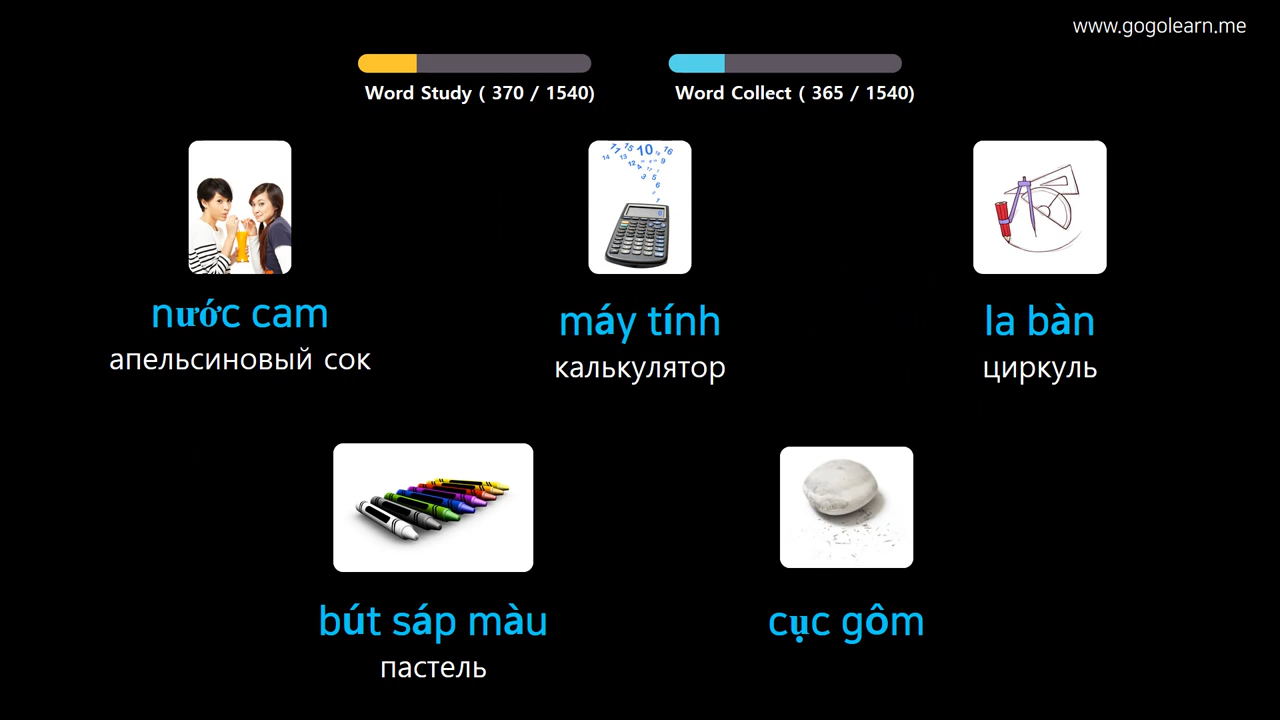 www.gogolearn.me
Word Study ( 370 / 1540)
Word Collect ( 365 / 1540)
nước cam
апельсиновый сок
máy tính
калькулятор
la bàn
циркуль
bút sáp màu
пастель
cục gôm